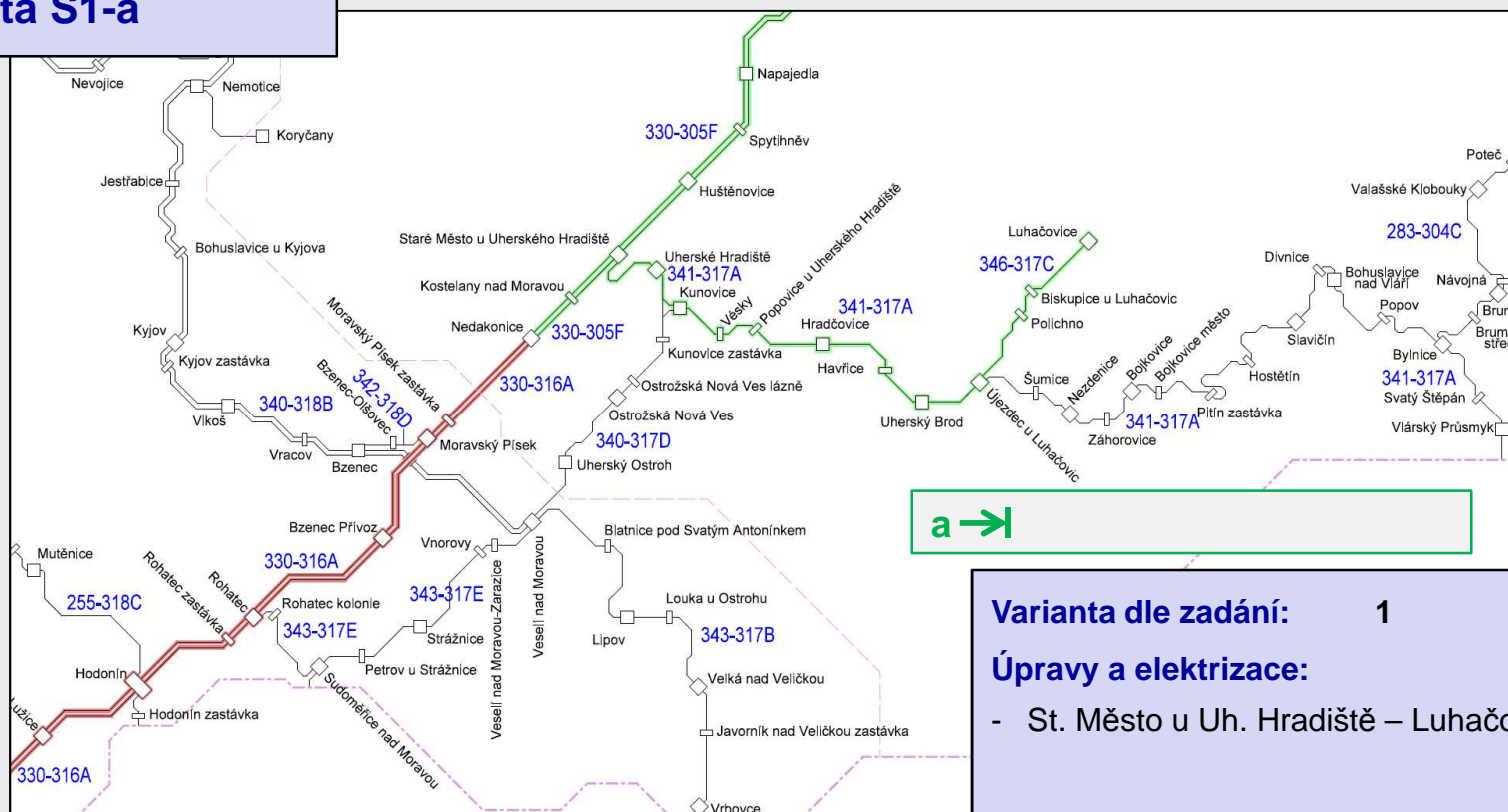 ta S1-a
Nevojice
Nemotice
Koryčany
Napajedla
330-305F
Spytihněv
Poteč
Jestřabice
Huštěnovice
Valašské Klobouky
283-304C
Bohuslavice u Kyjova
Staré Město u Uherského Hradiště
Uherské Hradiště
341-317A
Popovice u Uherského Hradiště
Luhačovice
346-317C
Divnice
Bohuslavice
nad Vláří
Návojná
Kostelany nad Moravou
Kunovice
Biskupice u Luhačovic
Popov
Moravský Písek zastávka
Věsky
341-317A
Polichno
Kyjov
Nedakonice
330-305F
Hradčovice
Slavičín
Bylnice
Kyjov zastávka
Kunovice zastávka
Havřice
Bojkovice
Bojkovice město
Hostětín
341-317A
Bzenec-Olšovec
342-318D
330-316A
Ostrožská Nová Ves lázně
Šumice
Nezdenice
Svatý Štěpán
340-318B
Vlkoš
Ostrožská Nová Ves
Uherský Brod
Újezdec u Luhačovic
341-317A
Pitín zastávka
Vlárský Průsmyk
Záhorovice
Vracov
Bzenec
Moravský Písek
340-317D
Uherský Ostroh
Bzenec Přívoz
Vnorovy
Blatnice pod Svatým Antonínkem
a
Mutěnice
Rohatec zastávka
Rohatec
330-316A
Veselí nad Moravou-Zarazice
Veselí nad Moravou
255-318C
Rohatec kolonie
343-317E
Louka u Ostrohu
343-317E
Strážnice
Lipov
343-317B
Hodonín
Petrov u Strážnice
Sudoměřice nad Moravou
Velká nad Veličkou
Lužice
Hodonín zastávka
Javorník nad Veličkou zastávka
330-316A
Vrbovce
Varianta dle zadání: 1
Úpravy a elektrizace:
- St. Město u Uh. Hradiště – Luhačo